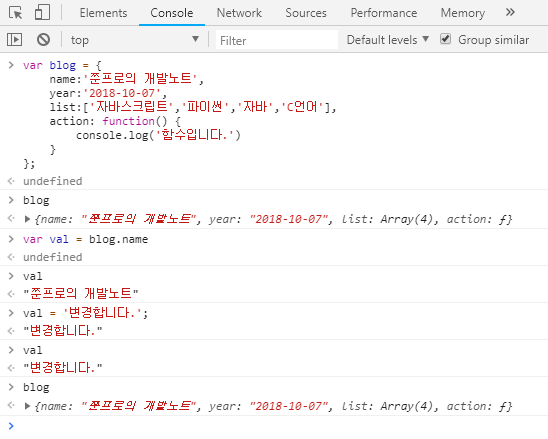 Elements Console Network Sources Performance Memory »
top ▼ Filter Default levels ▼ Group similar
> var blog = {
name:'쭌프로의 개발노트',
year:'2018-10-07',
list:['자바스크립트','파이썬','자바','C언어'],
action: function() {
console.log('함수입니다.')
}
};
undefined
> blog
{name: "쭌프로의 개발노트", year: "2018-10-07", list: Array(4), action: ƒ}
> var val = blog.name
undefined
> val
"쭌프로의 개발노트"
> val = '변경합니다.';
"변경합니다."
> val
"변경합니다."
> blog
{name: "쭌프로의 개발노트", year: "2018-10-07", list: Array(4), action: ƒ}
>